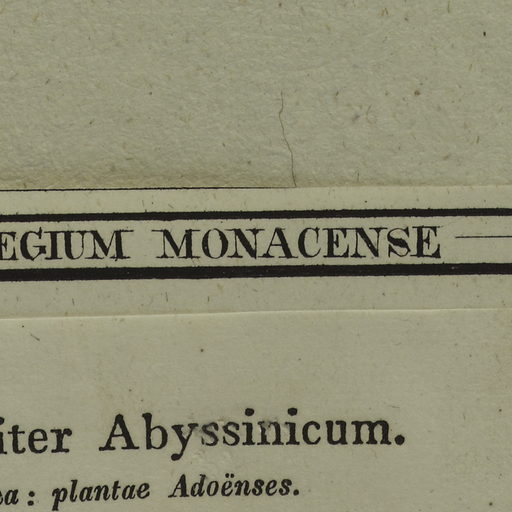 EGIUM MONACENSE
iter Abyssinicum.
a: plantae Adoënses.